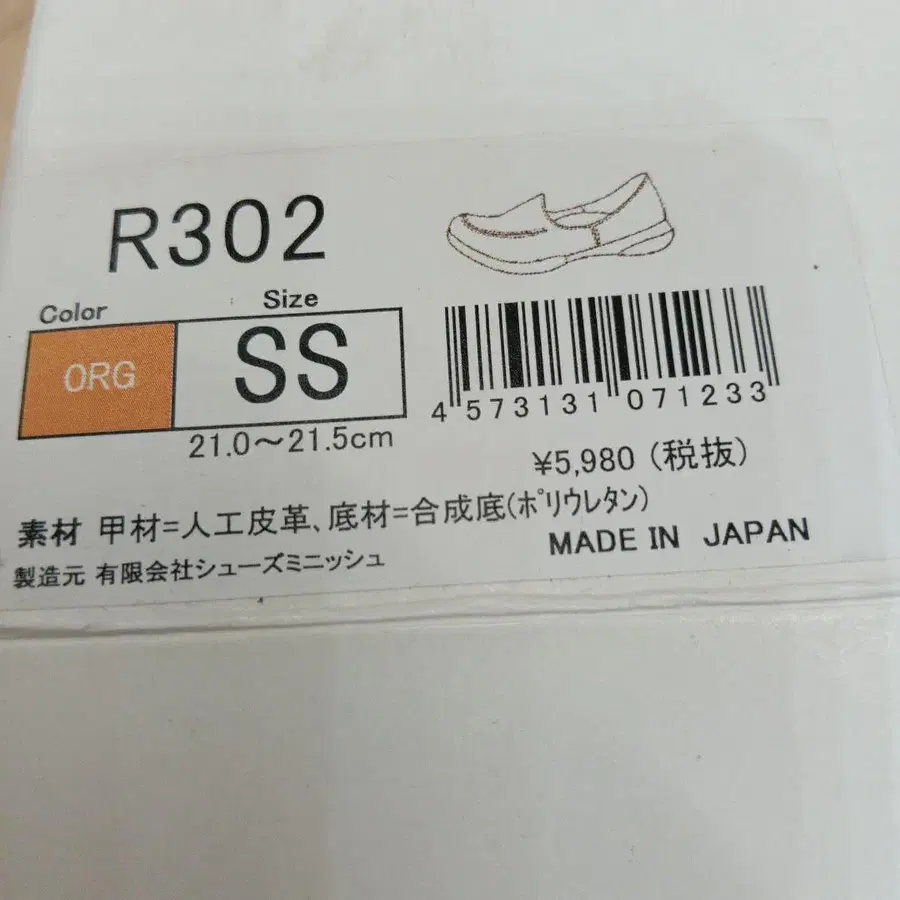 R302
Color
Size
ORG
SS
21.0～21.5cm
4 573131 071233
¥5,980（税抜）
素材 甲材=人工皮革、底材=合成底(ﾎﾟﾘｳﾚﾀﾝ)
MADE IN JAPAN
製造元 有限会社シューズミニッシュ